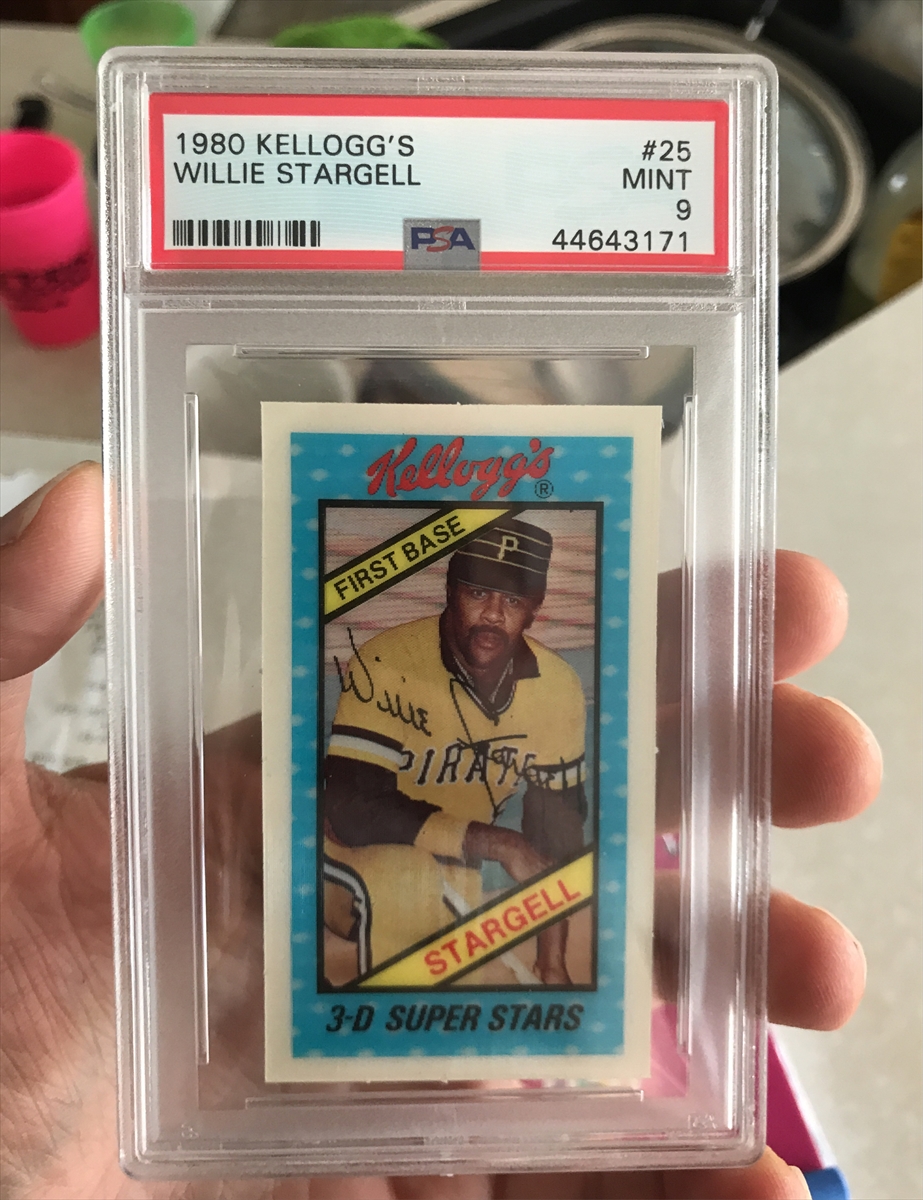 1980 KELLOGG'S #25
WILLIE STARGELL MINT
9
PSA 44643171
Kellogg's ®
FIRST BASE
P
Willie Stargell
PIRATES
STARGELL
3-D SUPER STARS